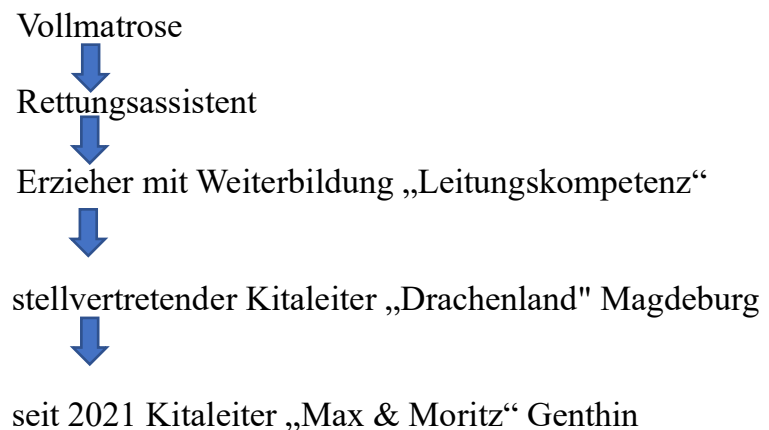 Vollmatrose
Rettungsassistent
Erzieher mit Weiterbildung „Leitungskompetenz“
stellvertretender Kitaleiter „Drachenland" Magdeburg
seit 2021 Kitaleiter „Max & Moritz“ Genthin